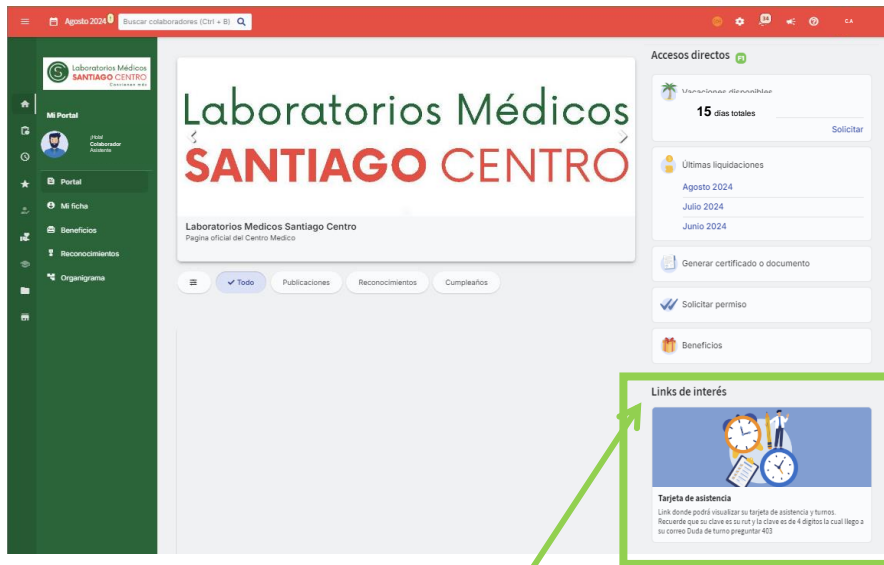 Agosto 2024
Buscar colaboradores (Ctrl + B)
C.A
Laboratorios Médicos
SANTIAGO CENTRO
Mi Portal
¡Hola!
Colaborador
Asistente
Portal
Mi ficha
Beneficios
Reconocimientos
Organigrama
Laboratorios Médicos
SANTIAGO CENTRO
Laboratorios Medicos Santiago Centro
Pagina oficial del Centro Medico
Todo
Publicaciones
Reconocimientos
Cumpleaños
Accesos directos
Vacaciones disponibles
15 dias totales
Solicitar
Últimas liquidaciones
Agosto 2024
Julio 2024
Junio 2024
Generar certificado o documento
Solicitar permiso
Beneficios
Links de interés
Tarjeta de asistencia
Link donde podrá visualizar su tarjeta de asistencia y turnos.
Recuerde que su clave es su rut y la clave es de 4 digitos la cual llego a
su correo Duda de turno preguntar 403